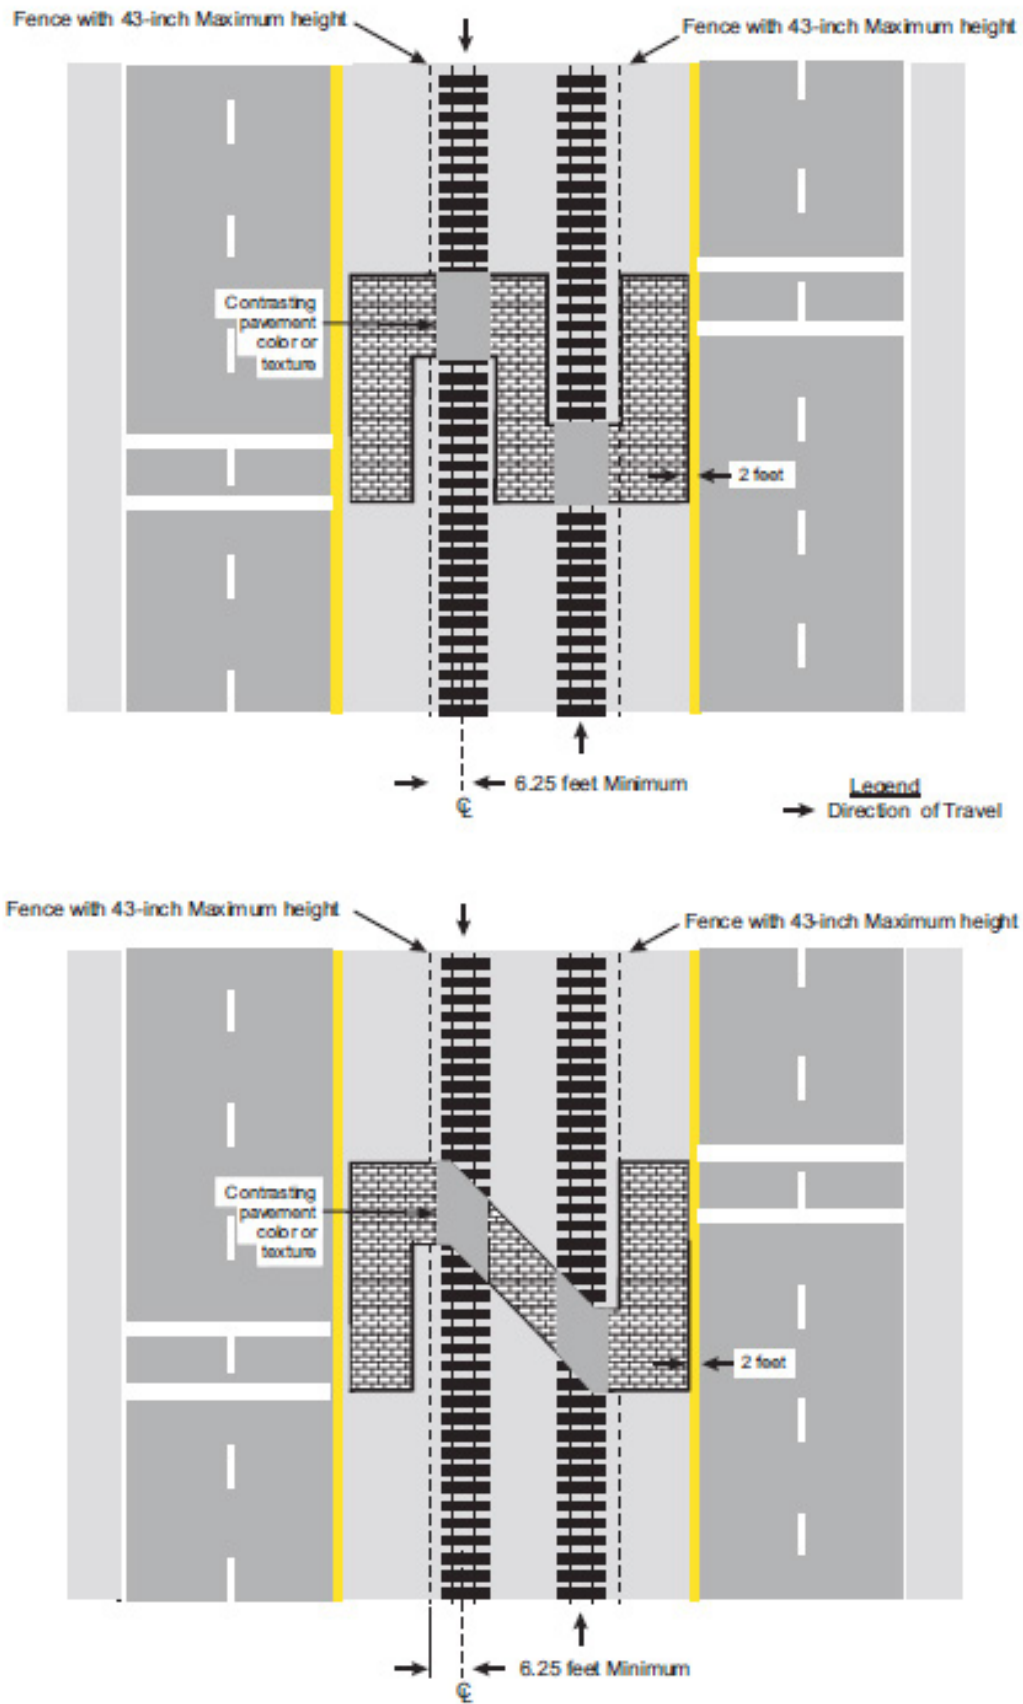 Fence with 43-inch Maximum height
Fence with 43-inch Maximum height
Contrasting
pavement
color or
texture
2 feet
6.25 feet Minimum
℄
Legend
Direction of Travel
Fence with 43-inch Maximum height
Fence with 43-inch Maximum height
Contrasting
pavement
color or
texture
2 feet
6.25 feet Minimum
℄